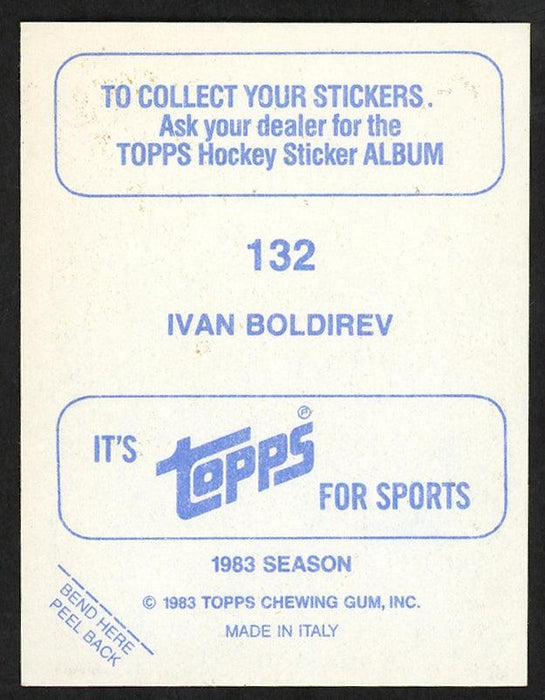 TO COLLECT YOUR STICKERS.
Ask your dealer for the
TOPPS Hockey Sticker ALBUM
132
IVAN BOLDIREV
IT'S topps ® FOR SPORTS
1983 SEASON
© 1983 TOPPS CHEWING GUM, INC.
MADE IN ITALY
BEND HERE
PEEL BACK